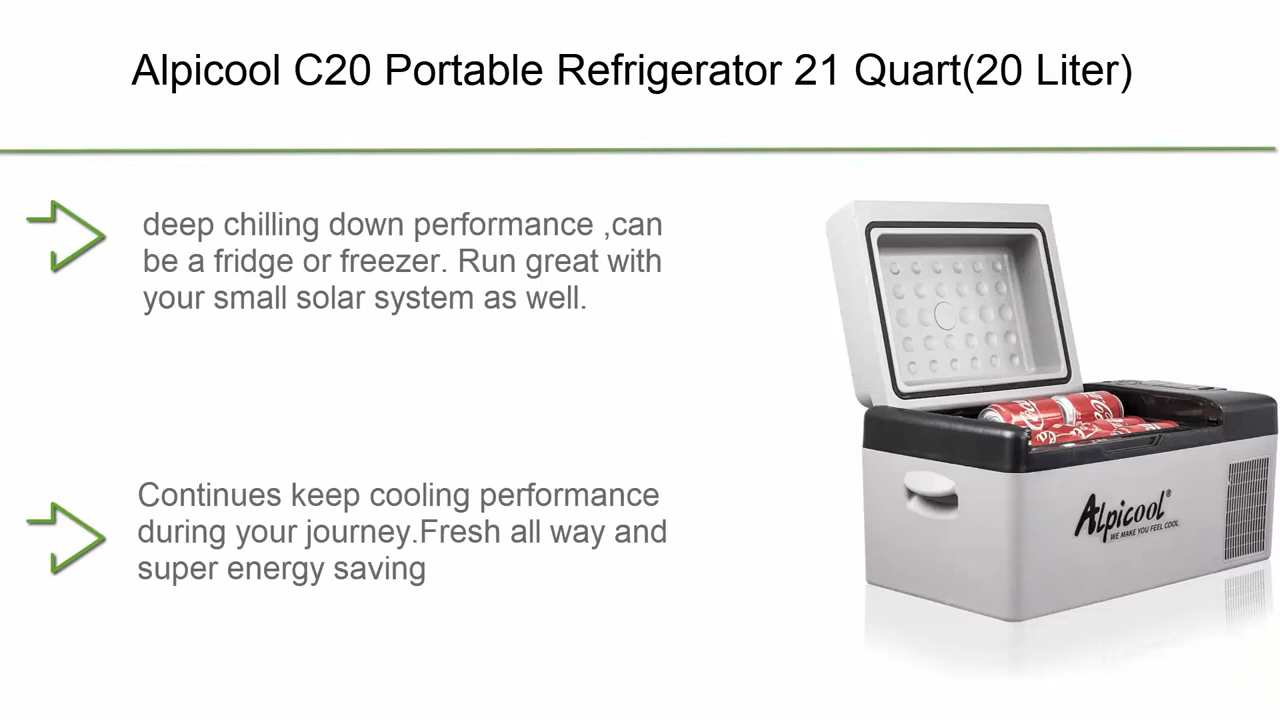 Alpicool C20 Portable Refrigerator 21 Quart(20 Liter)
deep chilling down performance ,can
be a fridge or freezer. Run great with
your small solar system as well.
Continues keep cooling performance
during your journey.Fresh all way and
super energy saving
Alpicool®
WE MAKE YOU FEEL COOL